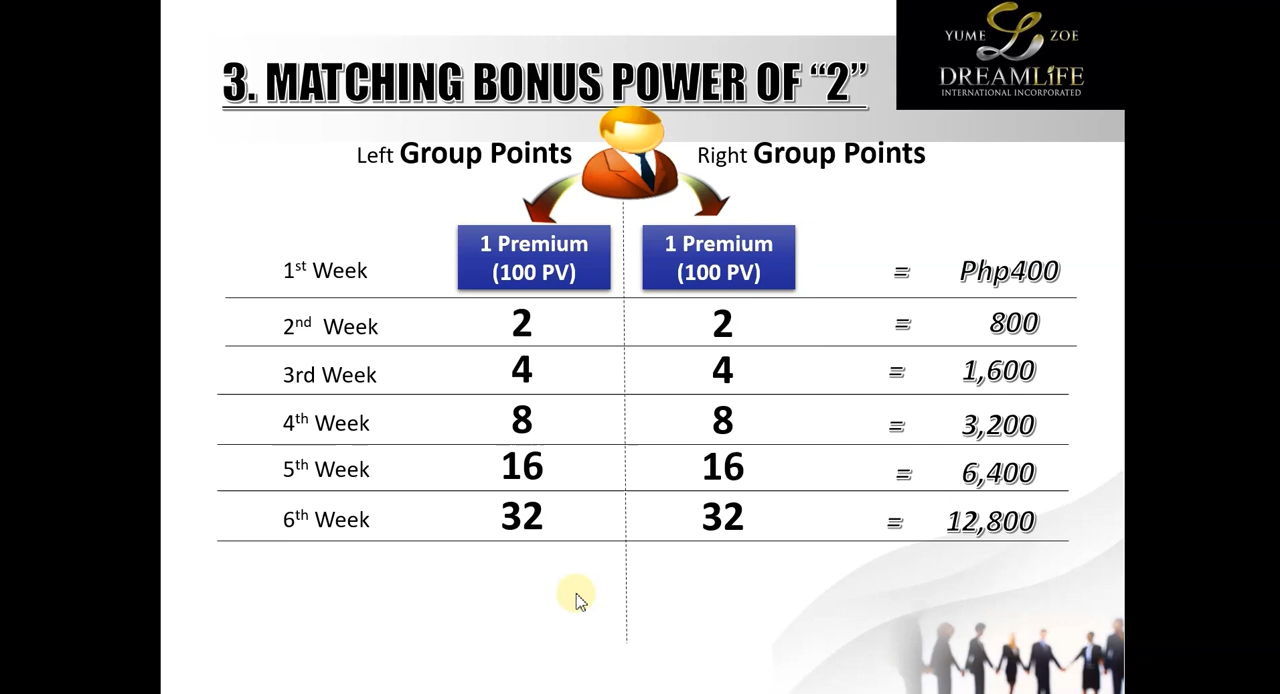 YUME ZOE
DREAMLiFE
INTERNATIONAL INCORPORATED
3. MATCHING BONUS POWER OF “2”
Left Group Points
Right Group Points
1 Premium
(100 PV)
1 Premium
(100 PV)
1st Week = Php400
2nd Week 2 2 = 800
3rd Week 4 4 = 1,600
4th Week 8 8 = 3,200
5th Week 16 16 = 6,400
6th Week 32 32 = 12,800